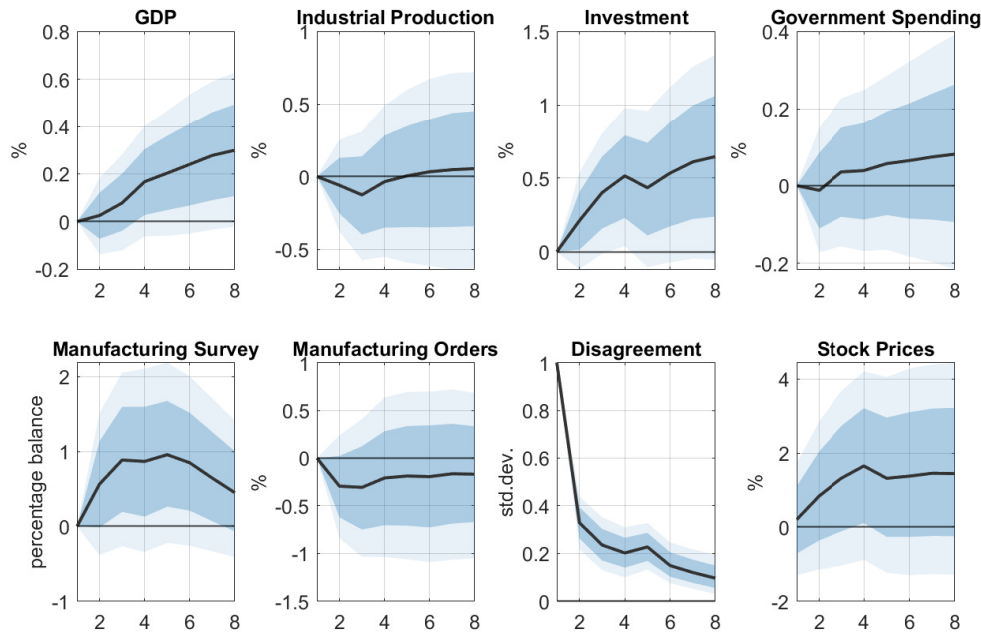 GDP
%
0.8
0.6
0.4
0.2
0
-0.2
2 4 6 8
Industrial Production
%
1
0.5
0
-0.5
2 4 6 8
Investment
%
1.5
1
0.5
0
2 4 6 8
Government Spending
%
0.4
0.2
0
-0.2
2 4 6 8
Manufacturing Survey
percentage balance
2
1
0
-1
2 4 6 8
Manufacturing Orders
%
1
0.5
0
-0.5
-1
-1.5
2 4 6 8
Disagreement
std.dev.
1
0.8
0.6
0.4
0.2
0
2 4 6 8
Stock Prices
%
4
2
0
-2
2 4 6 8